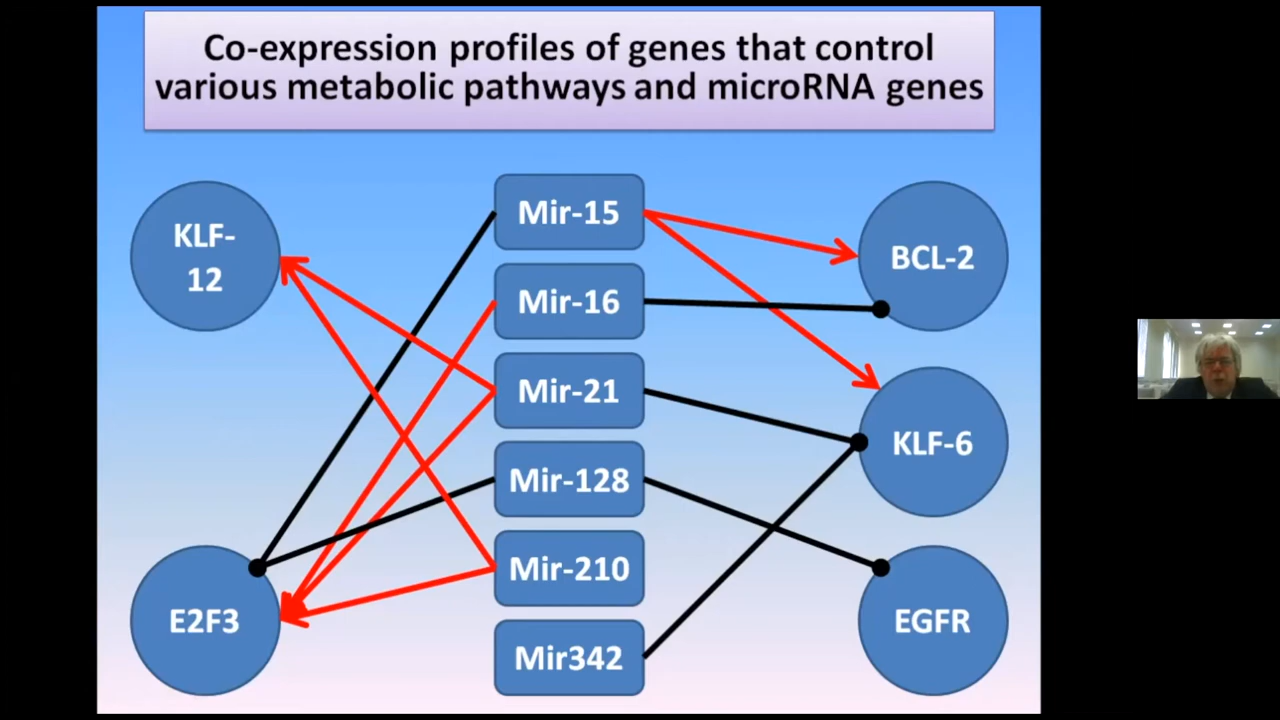 Co-expression profiles of genes that control
various metabolic pathways and microRNA genes
KLF-
12
E2F3
Mir-15
Mir-16
Mir-21
Mir-128
Mir-210
Mir342
BCL-2
KLF-6
EGFR